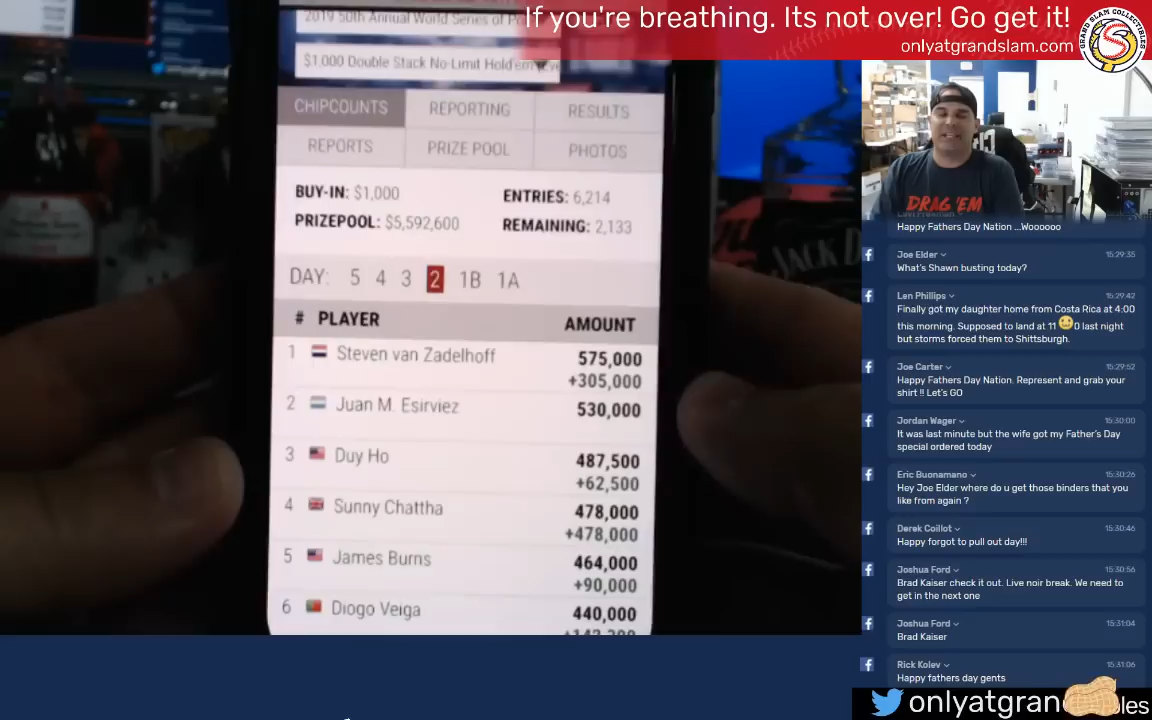 If you're breathing. Its not over! Go get it!
onlyatgrandslam.com
GRAND SLAM COLLECTIBLES
2019 50th Annual World Series of
$1,000 Double Stack No-Limit Hold'em
CHIPCOUNTS REPORTING RESULTS
REPORTS PRIZE POOL PHOTOS
BUY-IN: $1,000 ENTRIES: 6,214
PRIZEPOOL: $5,592,600 REMAINING: 2,133
DAY: 5 4 3 2 1B 1A
# PLAYER AMOUNT
1 Steven van Zadelhoff 575,000
+305,000
2 Juan M. Esirviez 530,000
3 Duy Ho 487,500
+62,500
4 Sunny Chattha 478,000
+478,000
5 James Burns 464,000
+90,000
6 Diogo Veiga 440,000
JACK D
DRAG 'EM
Happy Fathers Day Nation ...Woooooo
Joe Elder 15:29:35
What's Shawn busting today?
Len Phillips 15:29:42
Finally got my daughter home from Costa Rica at 4:00
this morning. Supposed to land at 11 0 last night
but storms forced them to Shittsburgh.
Joe Carter 15:29:52
Happy Fathers Day Nation. Represent and grab your
shirt !! Let's GO
Jordan Wager 15:30:00
It was last minute but the wife got my Father's Day
special ordered today
Eric Buonamano 15:30:26
Hey Joe Elder where do u get those binders that you
like from again ?
Derek Coillot 15:30:46
Happy forgot to pull out day!!!
Joshua Ford 15:30:56
Brad Kaiser check it out. Live noir break. We need to
get in the next one
Joshua Ford 15:31:04
Brad Kaiser
Rick Kolev 15:31:06
Happy fathers day gents
onlyatgran bles